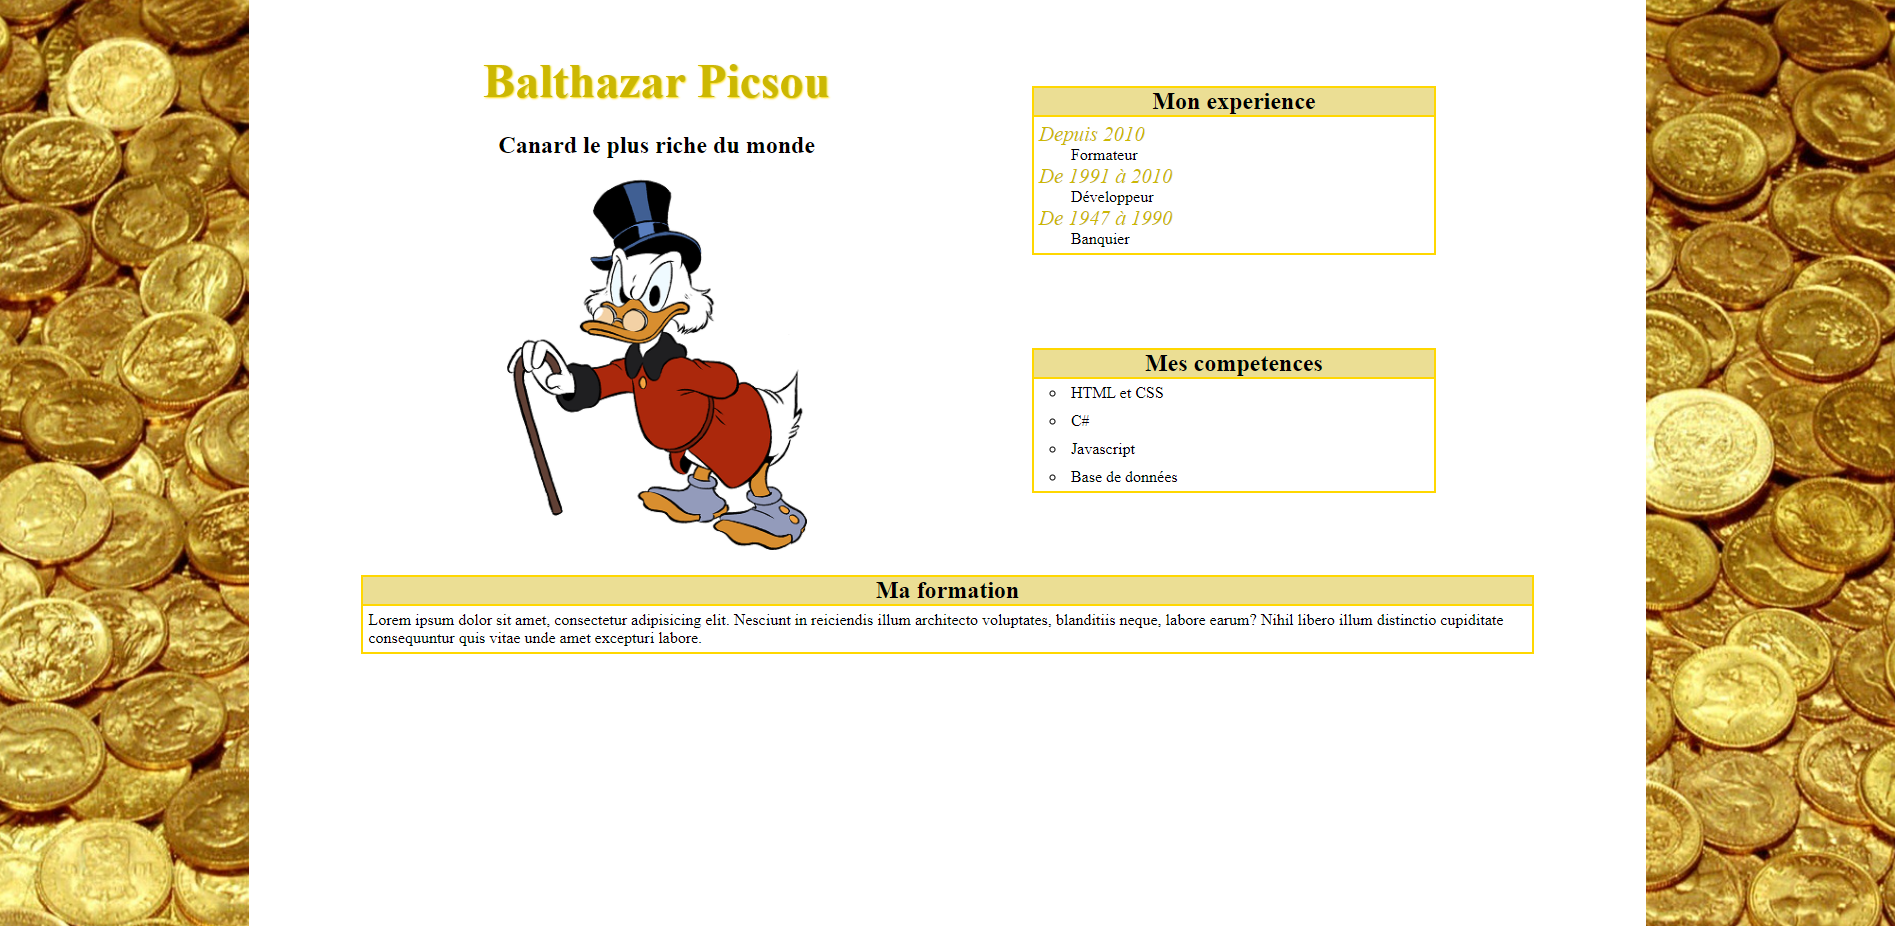 Balthazar Picsou
Canard le plus riche du monde
Mon experience
Depuis 2010
Formateur
De 1991 à 2010
Développeur
De 1947 à 1990
Banquier
Mes competences
HTML et CSS
C#
Javascript
Base de données
Ma formation
Lorem ipsum dolor sit amet, consectetur adipisicing elit. Nesciunt in reiciendis illum architecto voluptates, blanditiis neque, labore earum? Nihil libero illum distinctio cupiditate
consequuntur quis vitae unde amet excepturi labore.